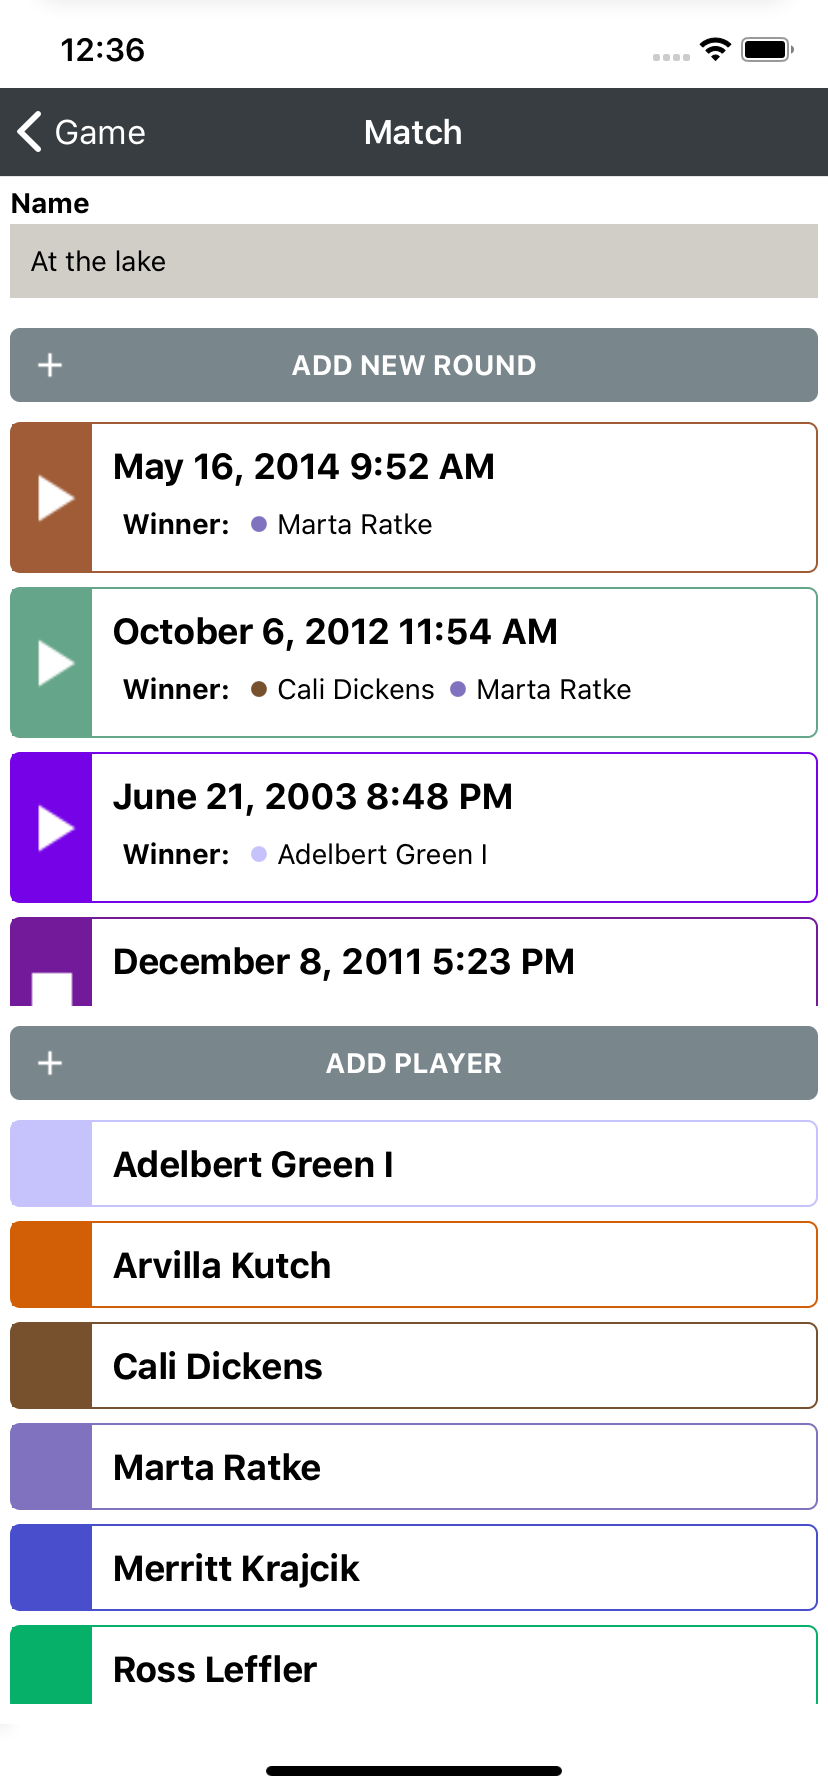 12:36
Game
Match
Name
At the lake
+ ADD NEW ROUND
May 16, 2014 9:52 AM
Winner: Marta Ratke
October 6, 2012 11:54 AM
Winner: Cali Dickens Marta Ratke
June 21, 2003 8:48 PM
Winner: Adelbert Green I
December 8, 2011 5:23 PM
+ ADD PLAYER
Adelbert Green I
Arvilla Kutch
Cali Dickens
Marta Ratke
Merritt Krajcik
Ross Leffler